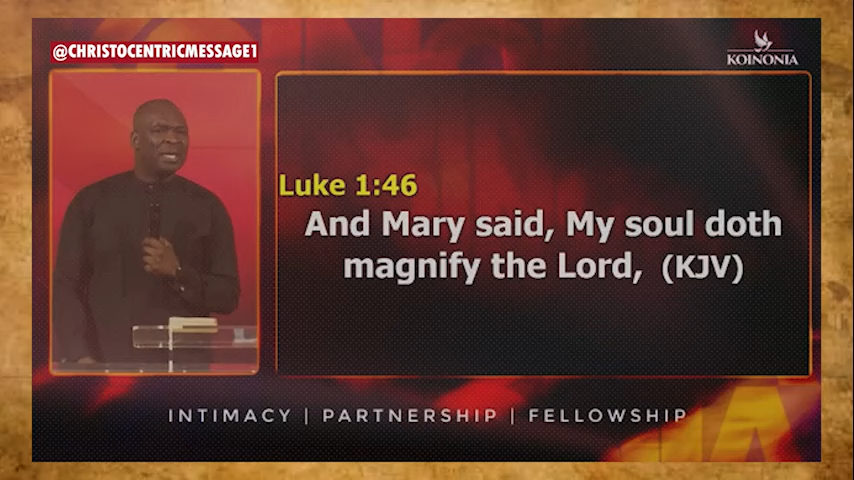 @CHRISTOCENTRICMESSAGE1
KOINONIA
Luke 1:46
And Mary said, My soul doth
magnify the Lord, (KJV)
INTIMACY | PARTNERSHIP | FELLOWSHIP